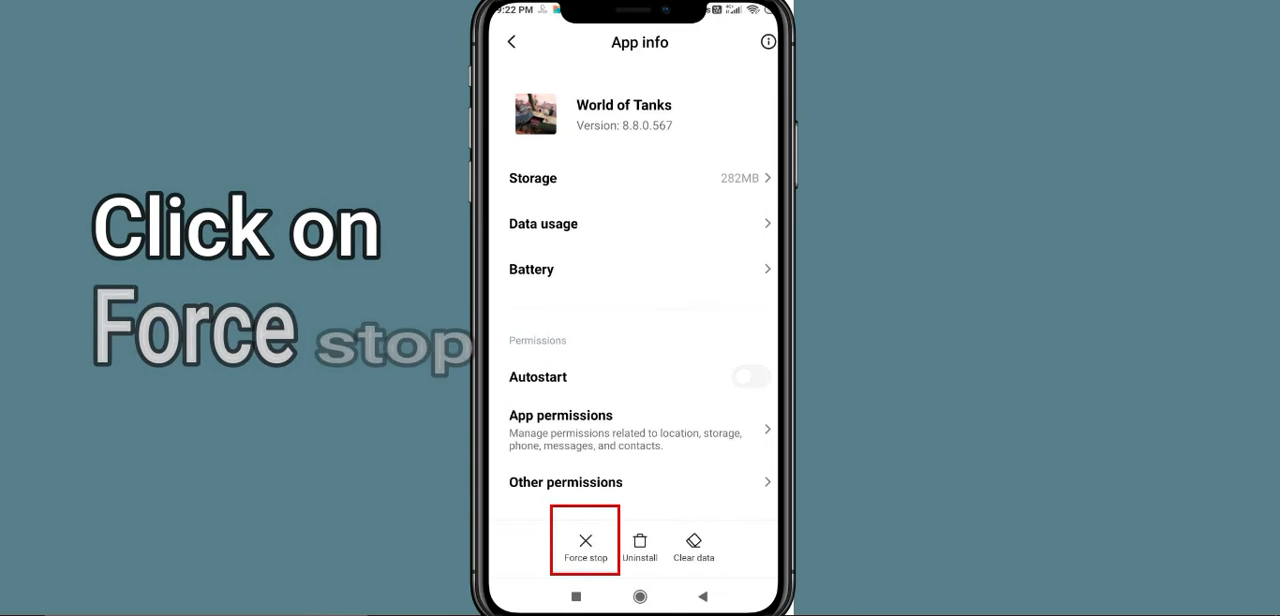 9:22 PM
App info
World of Tanks
Version: 8.8.0.567
Storage 282MB
Data usage
Battery
Permissions
Autostart
App permissions
Manage permissions related to location, storage,
phone, messages, and contacts.
Other permissions
Force stop Uninstall Clear data
Click on
Force stop